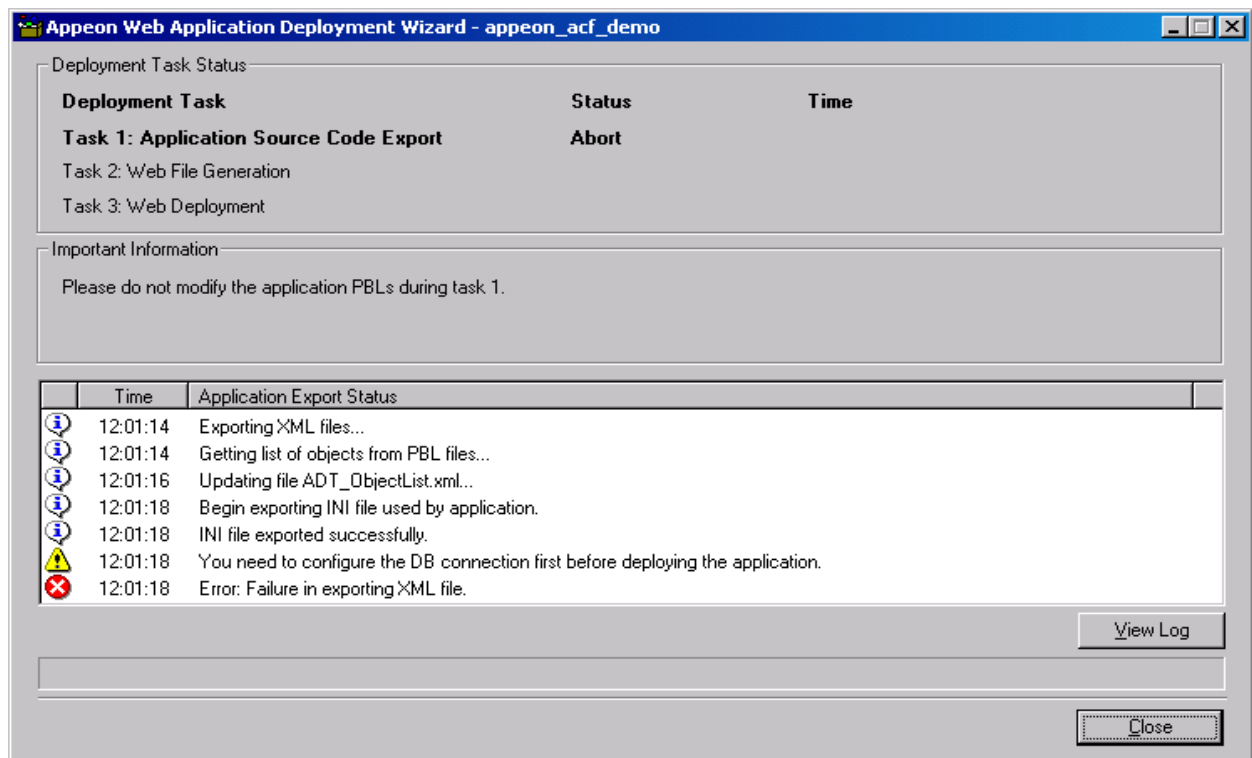 Appeon Web Application Deployment Wizard - appeon_acf_demo
Deployment Task Status
Deployment Task Status Time
Task 1: Application Source Code Export Abort
Task 2: Web File Generation
Task 3: Web Deployment
Important Information
Please do not modify the application PBLs during task 1.
Time Application Export Status
12:01:14 Exporting XML files...
12:01:14 Getting list of objects from PBL files...
12:01:16 Updating file ADT_ObjectList.xml...
12:01:18 Begin exporting INI file used by application.
12:01:18 INI file exported successfully.
12:01:18 You need to configure the DB connection first before deploying the application.
12:01:18 Error: Failure in exporting XML file.
View Log
Close